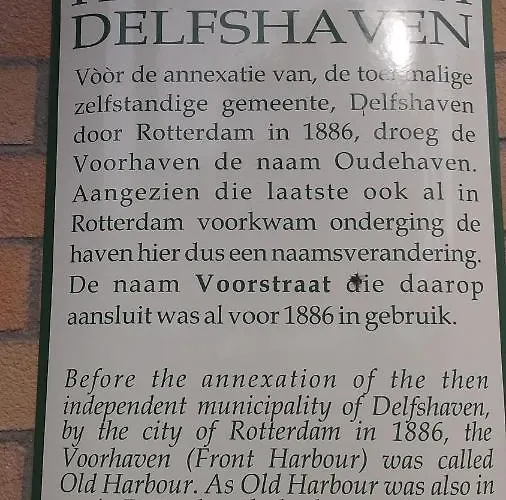 DELFSHAVEN
Vòòr de annexatie van, de toenmalige
zelfstandige gemeente, Delfshaven
door Rotterdam in 1886, droeg de
Voorhaven de naam Oudehaven.
Aangezien die laatste ook al in
Rotterdam voorkwam onderging de
haven hier dus een naamsverandering.
De naam Voorstraat die daarop
aansluit was al voor 1886 in gebruik.
Before the annexation of the then
independent municipality of Delfshaven,
by the city of Rotterdam in 1886, the
Voorhaven (Front Harbour) was called
Old Harbour. As Old Harbour was also in